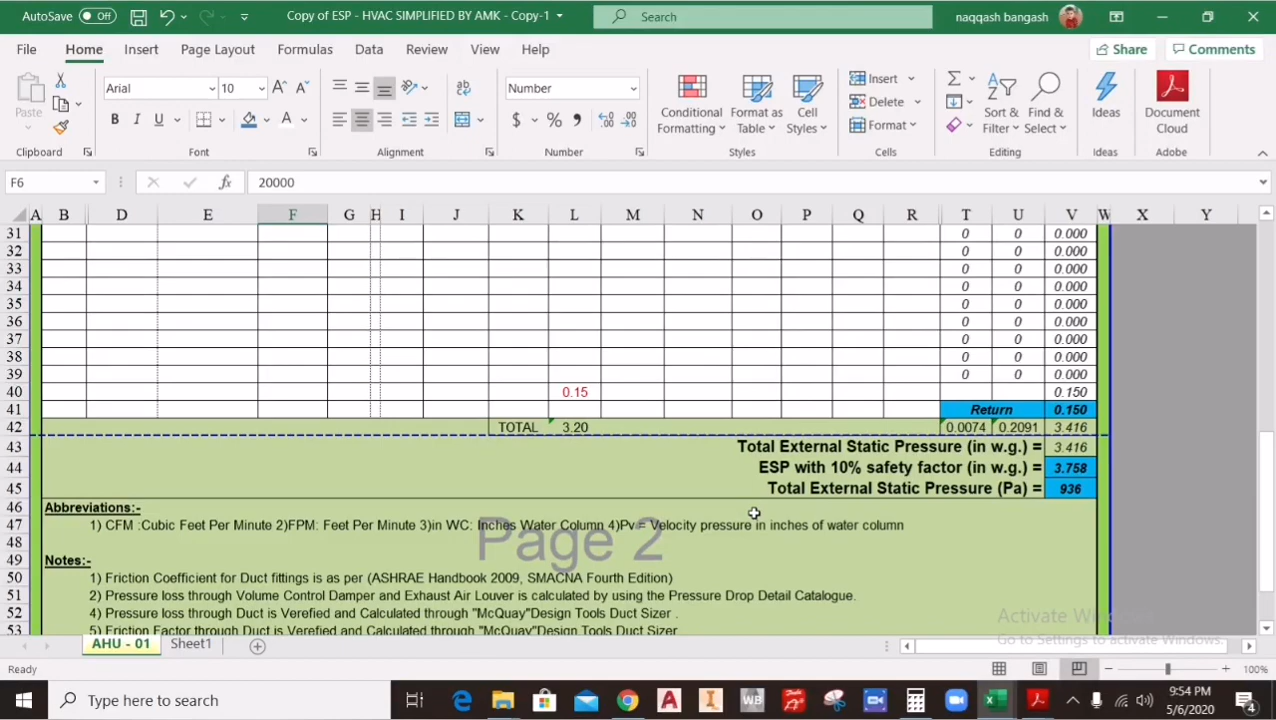 AutoSave Off Copy of ESP - HVAC SIMPLIFIED BY AMK - Copy-1 Search naqqash bangash
File Home Insert Page Layout Formulas Data Review View Help Share Comments
Paste Arial 10 Number Conditional Formatting Format as Table Cell Styles Insert Delete Format Sort & Filter Find & Select Ideas Document Cloud
Clipboard Font Alignment Number Styles Cells Editing Ideas Adobe
F6 fx 20000
A B D E F G H I J K L M N O P Q R T U V W X Y
31 0 0 0.000
32 0 0 0.000
33 0 0 0.000
34 0 0 0.000
35 0 0 0.000
36 0 0 0.000
37 0 0 0.000
38 0 0 0.000
39 0 0 0.000
40 0.15 0.150
41 Return 0.150
42 TOTAL 3.20 0.0074 0.2091 3.416
43 Total External Static Pressure (in w.g.) = 3.416
44 ESP with 10% safety factor (in w.g.) = 3.758
45 Total External Static Pressure (Pa) = 936
46 Abbreviations:-
47 1) CFM :Cubic Feet Per Minute 2)FPM: Feet Per Minute 3)in WC: Inches Water Column 4)Pv = Velocity pressure in inches of water column
48 Page 2
49 Notes:-
50 1) Friction Coefficient for Duct fittings is as per (ASHRAE Handbook 2009, SMACNA Fourth Edition)
51 2) Pressure loss through Volume Control Damper and Exhaust Air Louver is calculated by using the Pressure Drop Detail Catalogue.
52 4) Pressure loss through Duct is Verefied and Calculated through "McQuay"Design Tools Duct Sizer .
53 5) Friction Factor through Duct is Verefied and Calculated through "McQuay"Design Tools Duct Sizer
Activate Windows
Go to Settings to activate Windows.
AHU - 01 Sheet1
Ready 100%
Type here to search 9:54 PM
5/6/2020 4